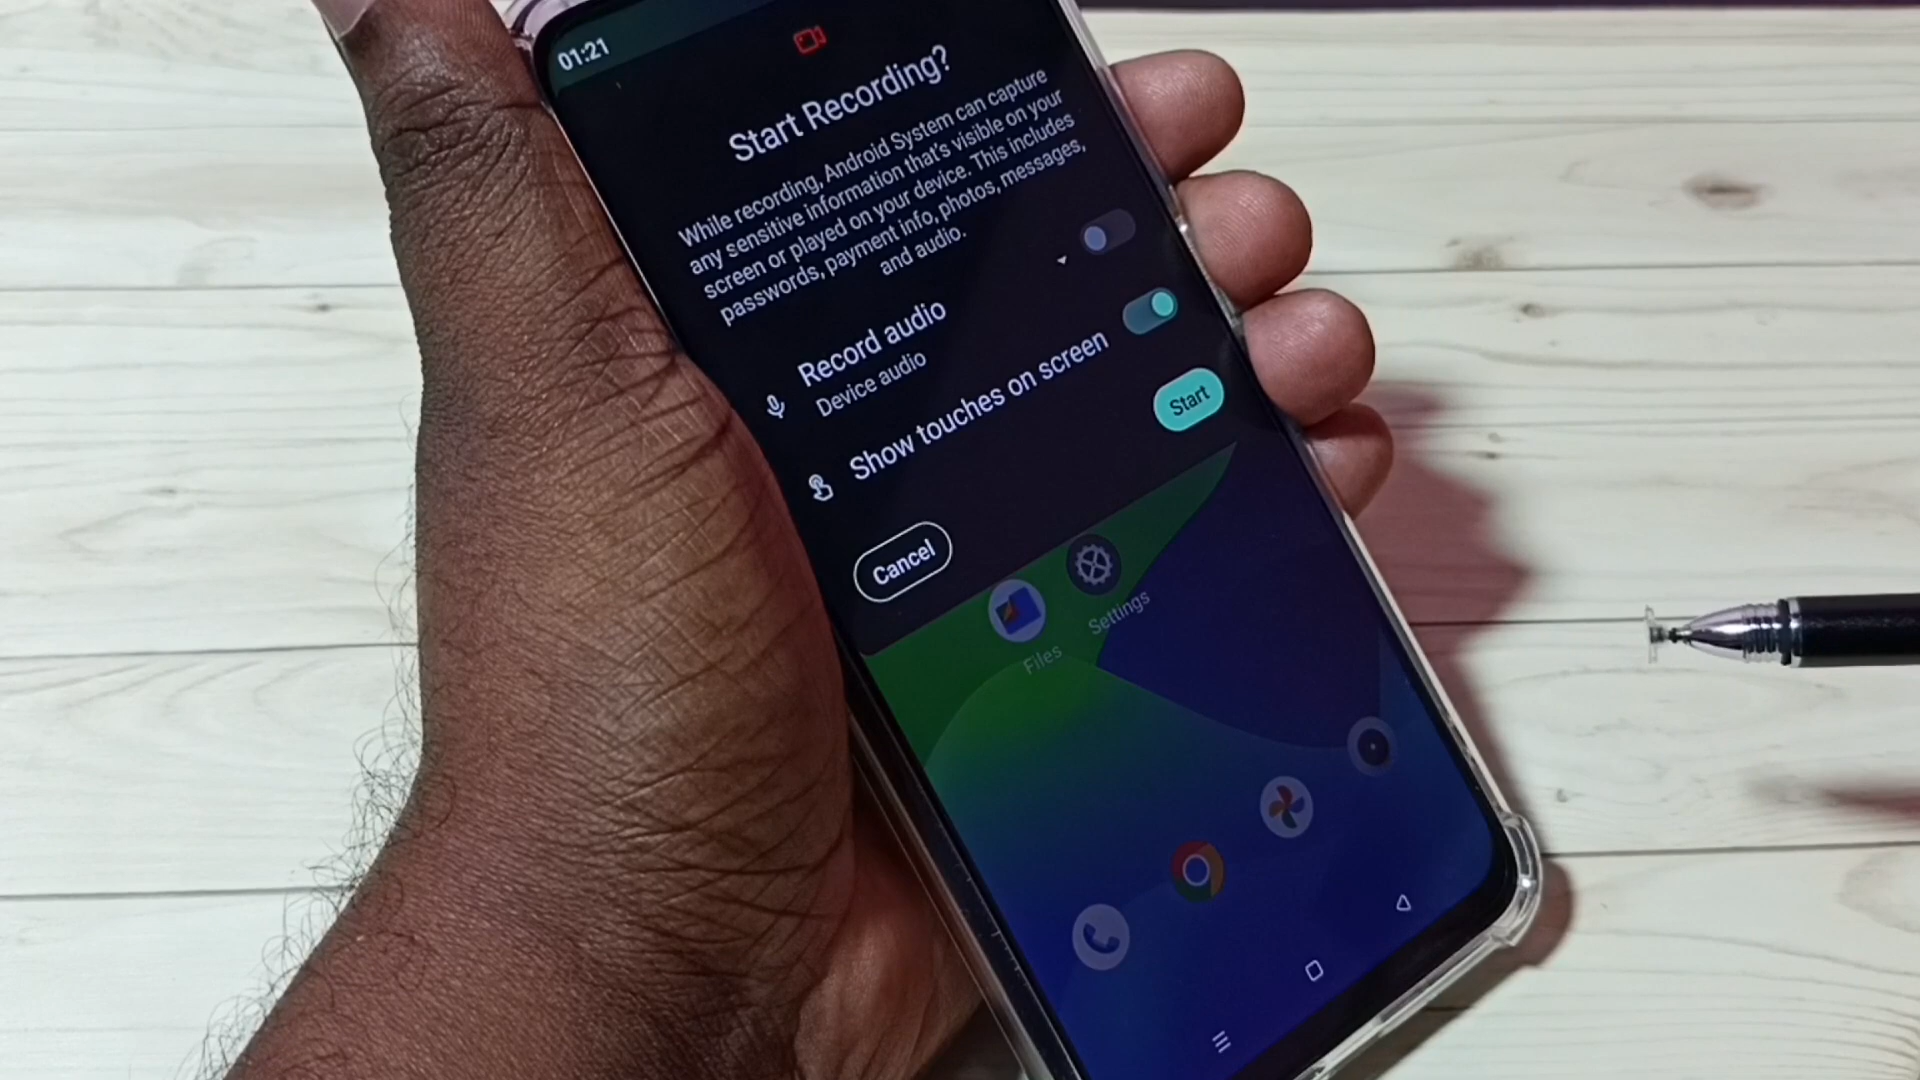 01:21
Start Recording?
While recording, Android System can capture
any sensitive information that's visible on your
screen or played on your device. This includes
passwords, payment info, photos, messages,
and audio.
Record audio
Device audio
Show touches on screen
Cancel
Start
Files
Settings